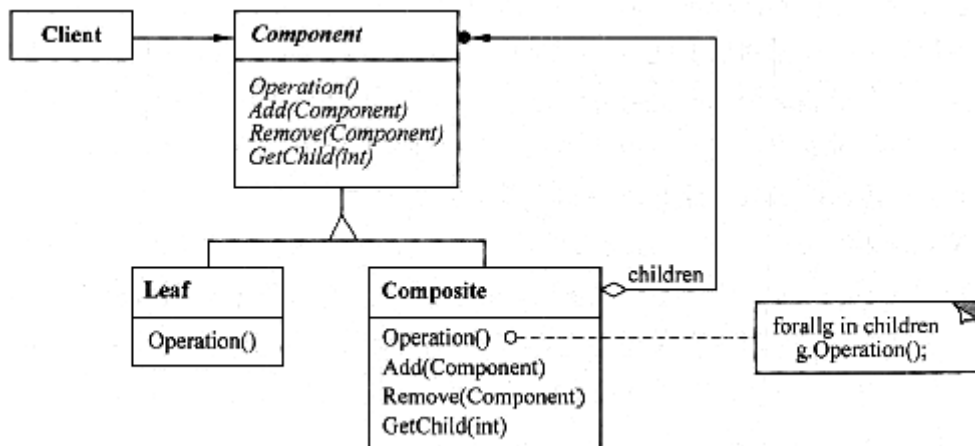 Client
Component
Operation()
Add(Component)
Remove(Component)
GetChild(int)
Leaf
Operation()
Composite
Operation()
Add(Component)
Remove(Component)
GetChild(int)
children
forallg in children
g.Operation();